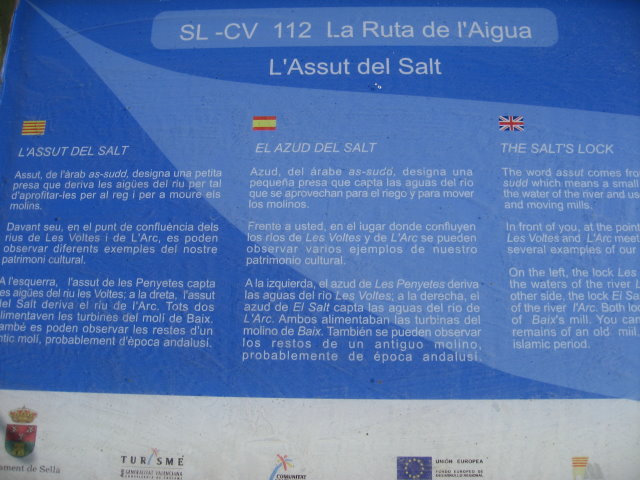 SL -CV 112 La Ruta de l'Aigua
L'Assut del Salt
L'ASSUT DEL SALT
Assut, de l'àrab as-sudd, designa una petita
presa que deriva les aigües del riu per tal
d'aprofitar-les per al reg i per a moure els
molins.
Davant seu, en el punt de confluència dels
rius de Les Voltes i de L'Arc, es poden
observar diferents exemples del nostre
patrimoni cultural.
A l'esquerra, l'assut de les Penyetes capta
les aigües del riu les Voltes; a la dreta, l'assut
del Salt deriva el riu de l'Arc. Tots dos
alimentaven les turbines del molí de Baix.
També es poden observar les restes d'un
antic molí, probablement d'època andalusí.
EL AZUD DEL SALT
Azud, del árabe as-sudd, designa una
pequeña presa que capta las aguas del río
que se aprovechan para el riego y para mover
los molinos.
Frente a usted, en el lugar donde confluyen
los ríos de Les Voltes y de L'Arc se pueden
observar varios ejemplos de nuestro
patrimonio cultural.
A la izquierda, el azud de Les Penyetes deriva
las aguas del río Les Voltes; a la derecha, el
azud de El Salt capta las aguas del río de
L'Arc. Ambos alimentaban las turbinas del
molino de Baix. También se pueden observar
los restos de un antiguo molino,
probablemente de época andalusí.
THE SALT'S LOCK
The word assut comes from
sudd which means a small
the water of the river and us
and moving mills.
In front of you, at the point
Les Voltes and L'Arc meet
several examples of our
On the left, the lock Les
the waters of the river L
other side, the lock El Sa
of the river l'Arc. Both loc
of Baix's mill. You can
remains of an old mill,
islamic period.
ament de Sella
TURISME
GENERALITAT VALENCIANA
COMUNITAT
UNIÓN EUROPEA
FONDO EUROPEO DE
DESARROLLO REGIONAL